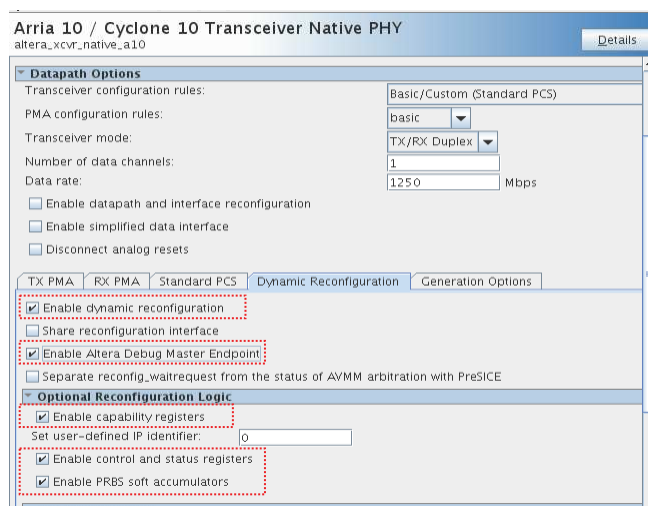 Arria 10 / Cyclone 10 Transceiver Native PHY
altera_xcvr_native_a10
Details
Datapath Options
Transceiver configuration rules: Basic/Custom (Standard PCS)
PMA configuration rules: basic
Transceiver mode: TX/RX Duplex
Number of data channels: 1
Data rate: 1250 Mbps
Enable datapath and interface reconfiguration
Enable simplified data interface
Disconnect analog resets
TX PMA RX PMA Standard PCS Dynamic Reconfiguration Generation Options
Enable dynamic reconfiguration
Share reconfiguration interface
Enable Altera Debug Master Endpoint
Separate reconfig_waitrequest from the status of AVMM arbitration with PreSICE
Optional Reconfiguration Logic
Enable capability registers
Set user-defined IP identifier: 0
Enable control and status registers
Enable PRBS soft accumulators